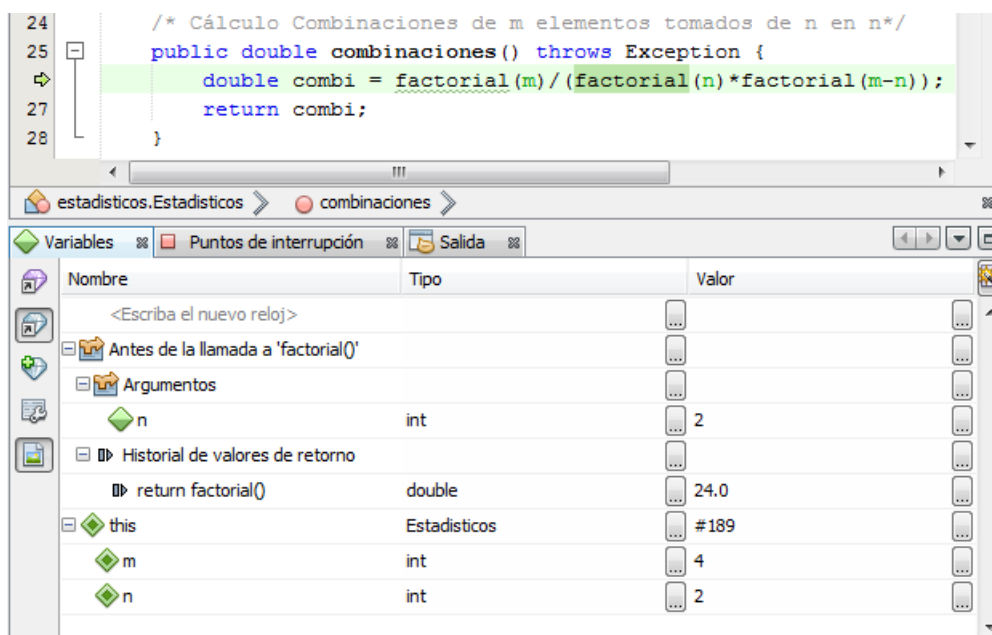 24 /* Cálculo Combinaciones de m elementos tomados de n en n*/
25 public double combinaciones() throws Exception {
double combi = factorial(m)/(factorial(n)*factorial(m-n));
27 return combi;
28 }
estadisticos.Estadisticos combinaciones
Variables Puntos de interrupción Salida
Nombre Tipo Valor
<Escriba el nuevo reloj> ... ...
Antes de la llamada a 'factorial()' ... ...
Argumentos ... ...
n int ... 2 ...
Historial de valores de retorno ... ...
return factorial() double ... 24.0 ...
this Estadisticos ... #189 ...
m int ... 4 ...
n int ... 2 ...